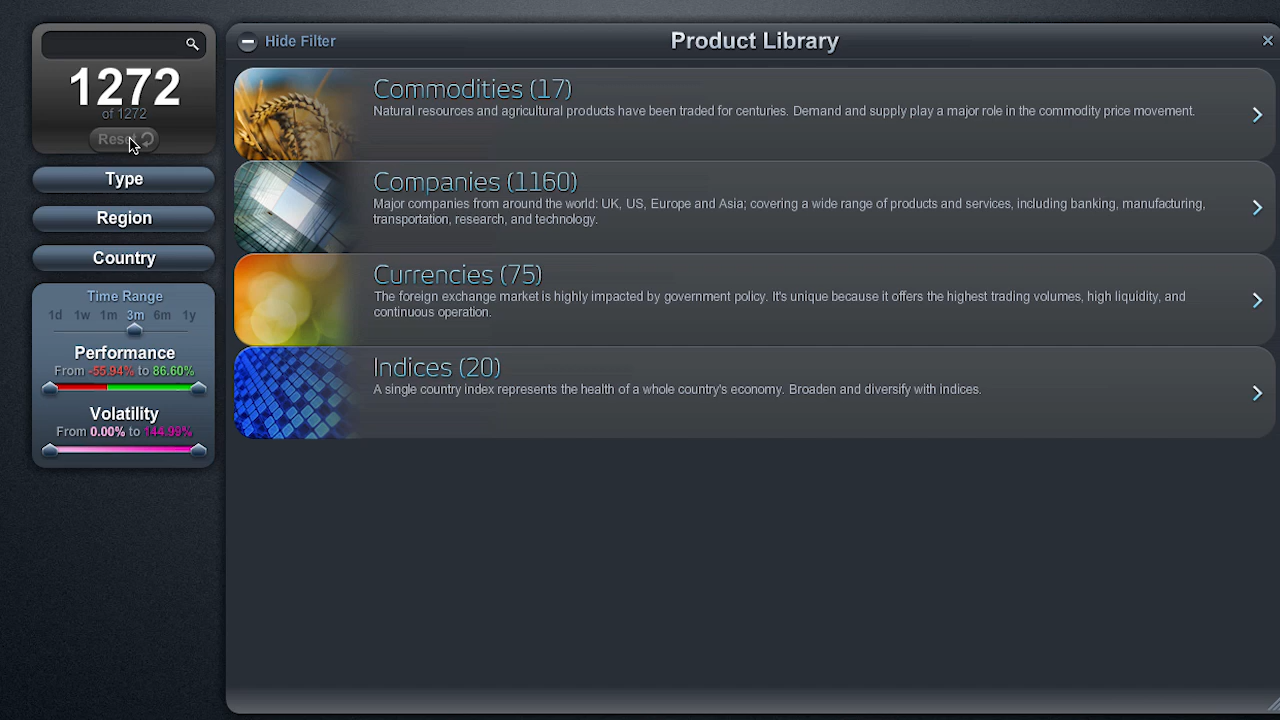 1272
of 1272
Reset
Type
Region
Country
Time Range
1d 1w 1m 3m 6m 1y
Performance
From -55.94% to 86.60%
Volatility
From 0.00% to 144.99%
Hide Filter
Product Library
Commodities (17)
Natural resources and agricultural products have been traded for centuries. Demand and supply play a major role in the commodity price movement.
Companies (1160)
Major companies from around the world: UK, US, Europe and Asia; covering a wide range of products and services, including banking, manufacturing,
transportation, research, and technology.
Currencies (75)
The foreign exchange market is highly impacted by government policy. It's unique because it offers the highest trading volumes, high liquidity, and
continuous operation.
Indices (20)
A single country index represents the health of a whole country's economy. Broaden and diversify with indices.